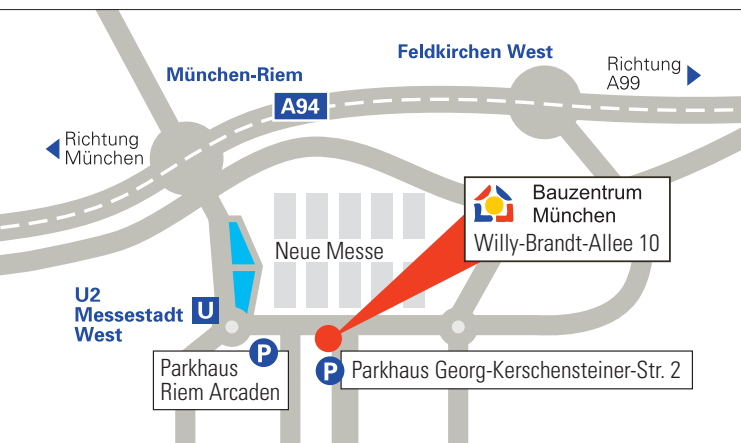 Feldkirchen West
München-Riem
Richtung
A99
A94
Richtung
München
Bauzentrum
München
Willy-Brandt-Allee 10
Neue Messe
U2
Messestadt
West
U
P
Parkhaus
Riem Arcaden
P
Parkhaus Georg-Kerschensteiner-Str. 2